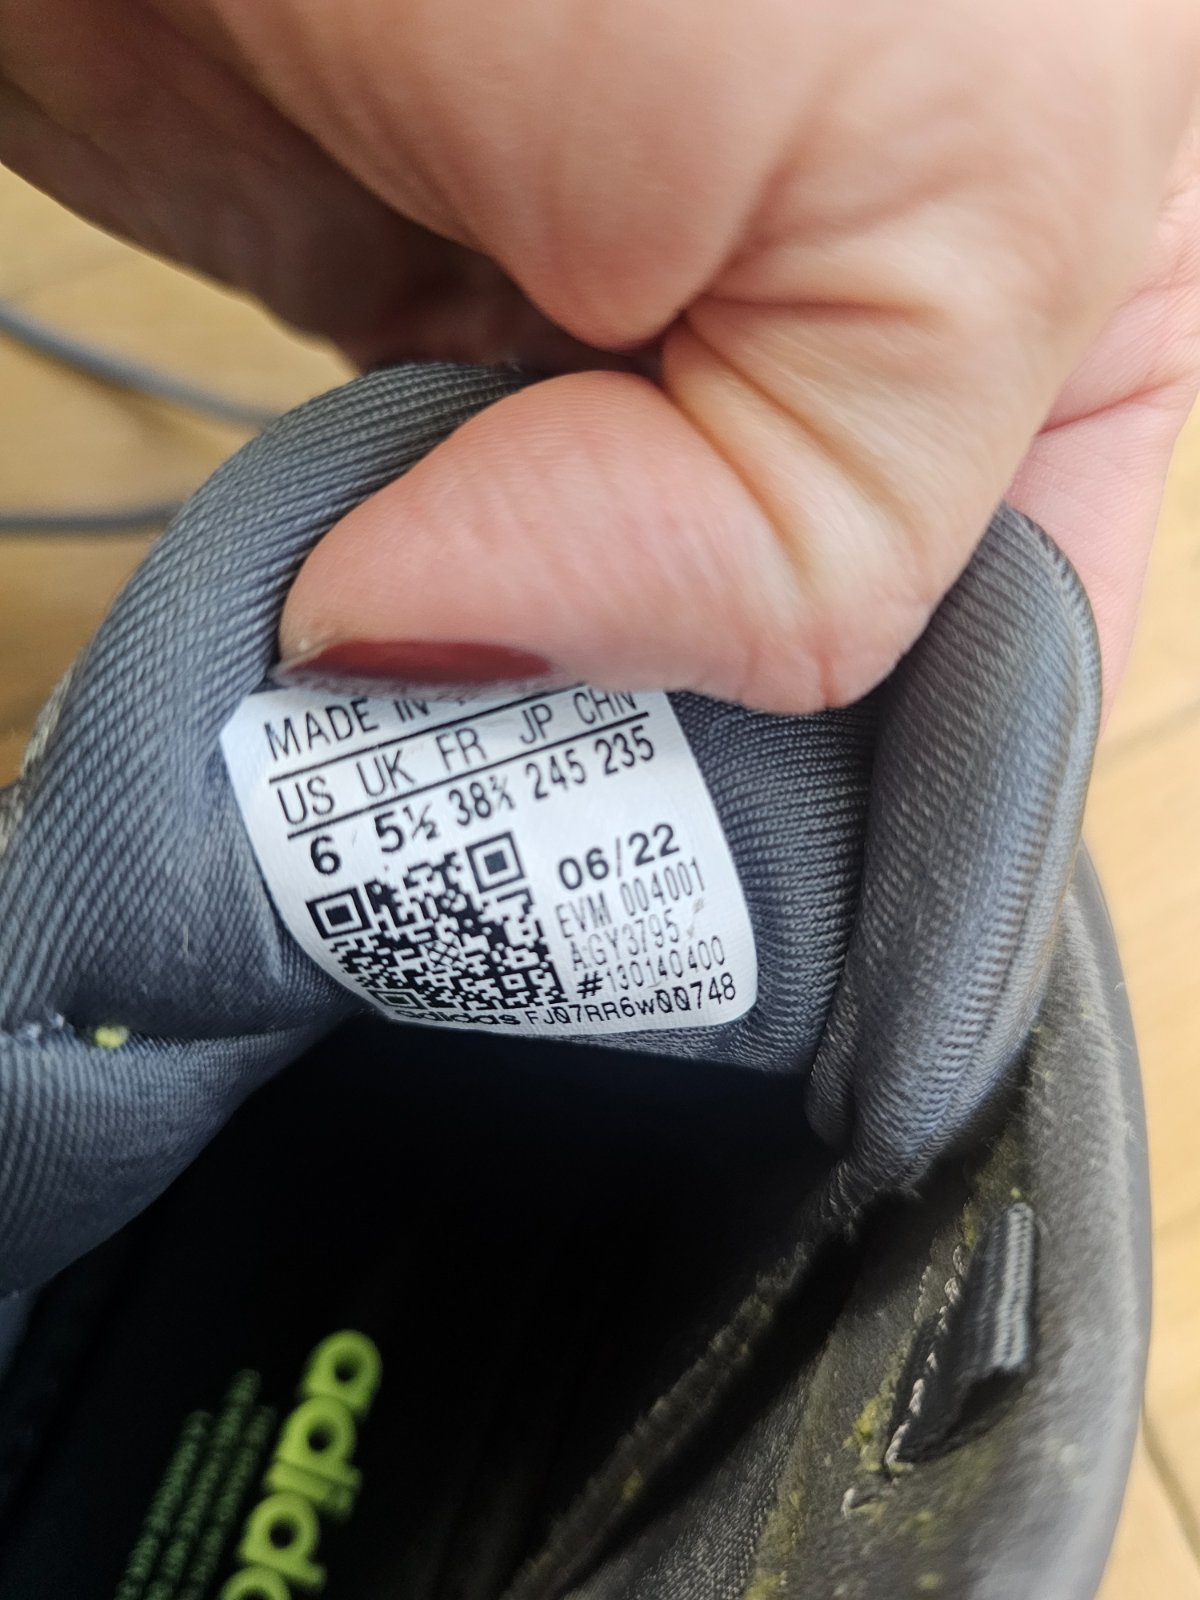 MADE IN
US UK FR JP CHN
6 5½ 38⅔ 245 235
06/22
EVM 004001
A:GY3795
#130140400
adidas FJQ7RR6wQQ748
adidas